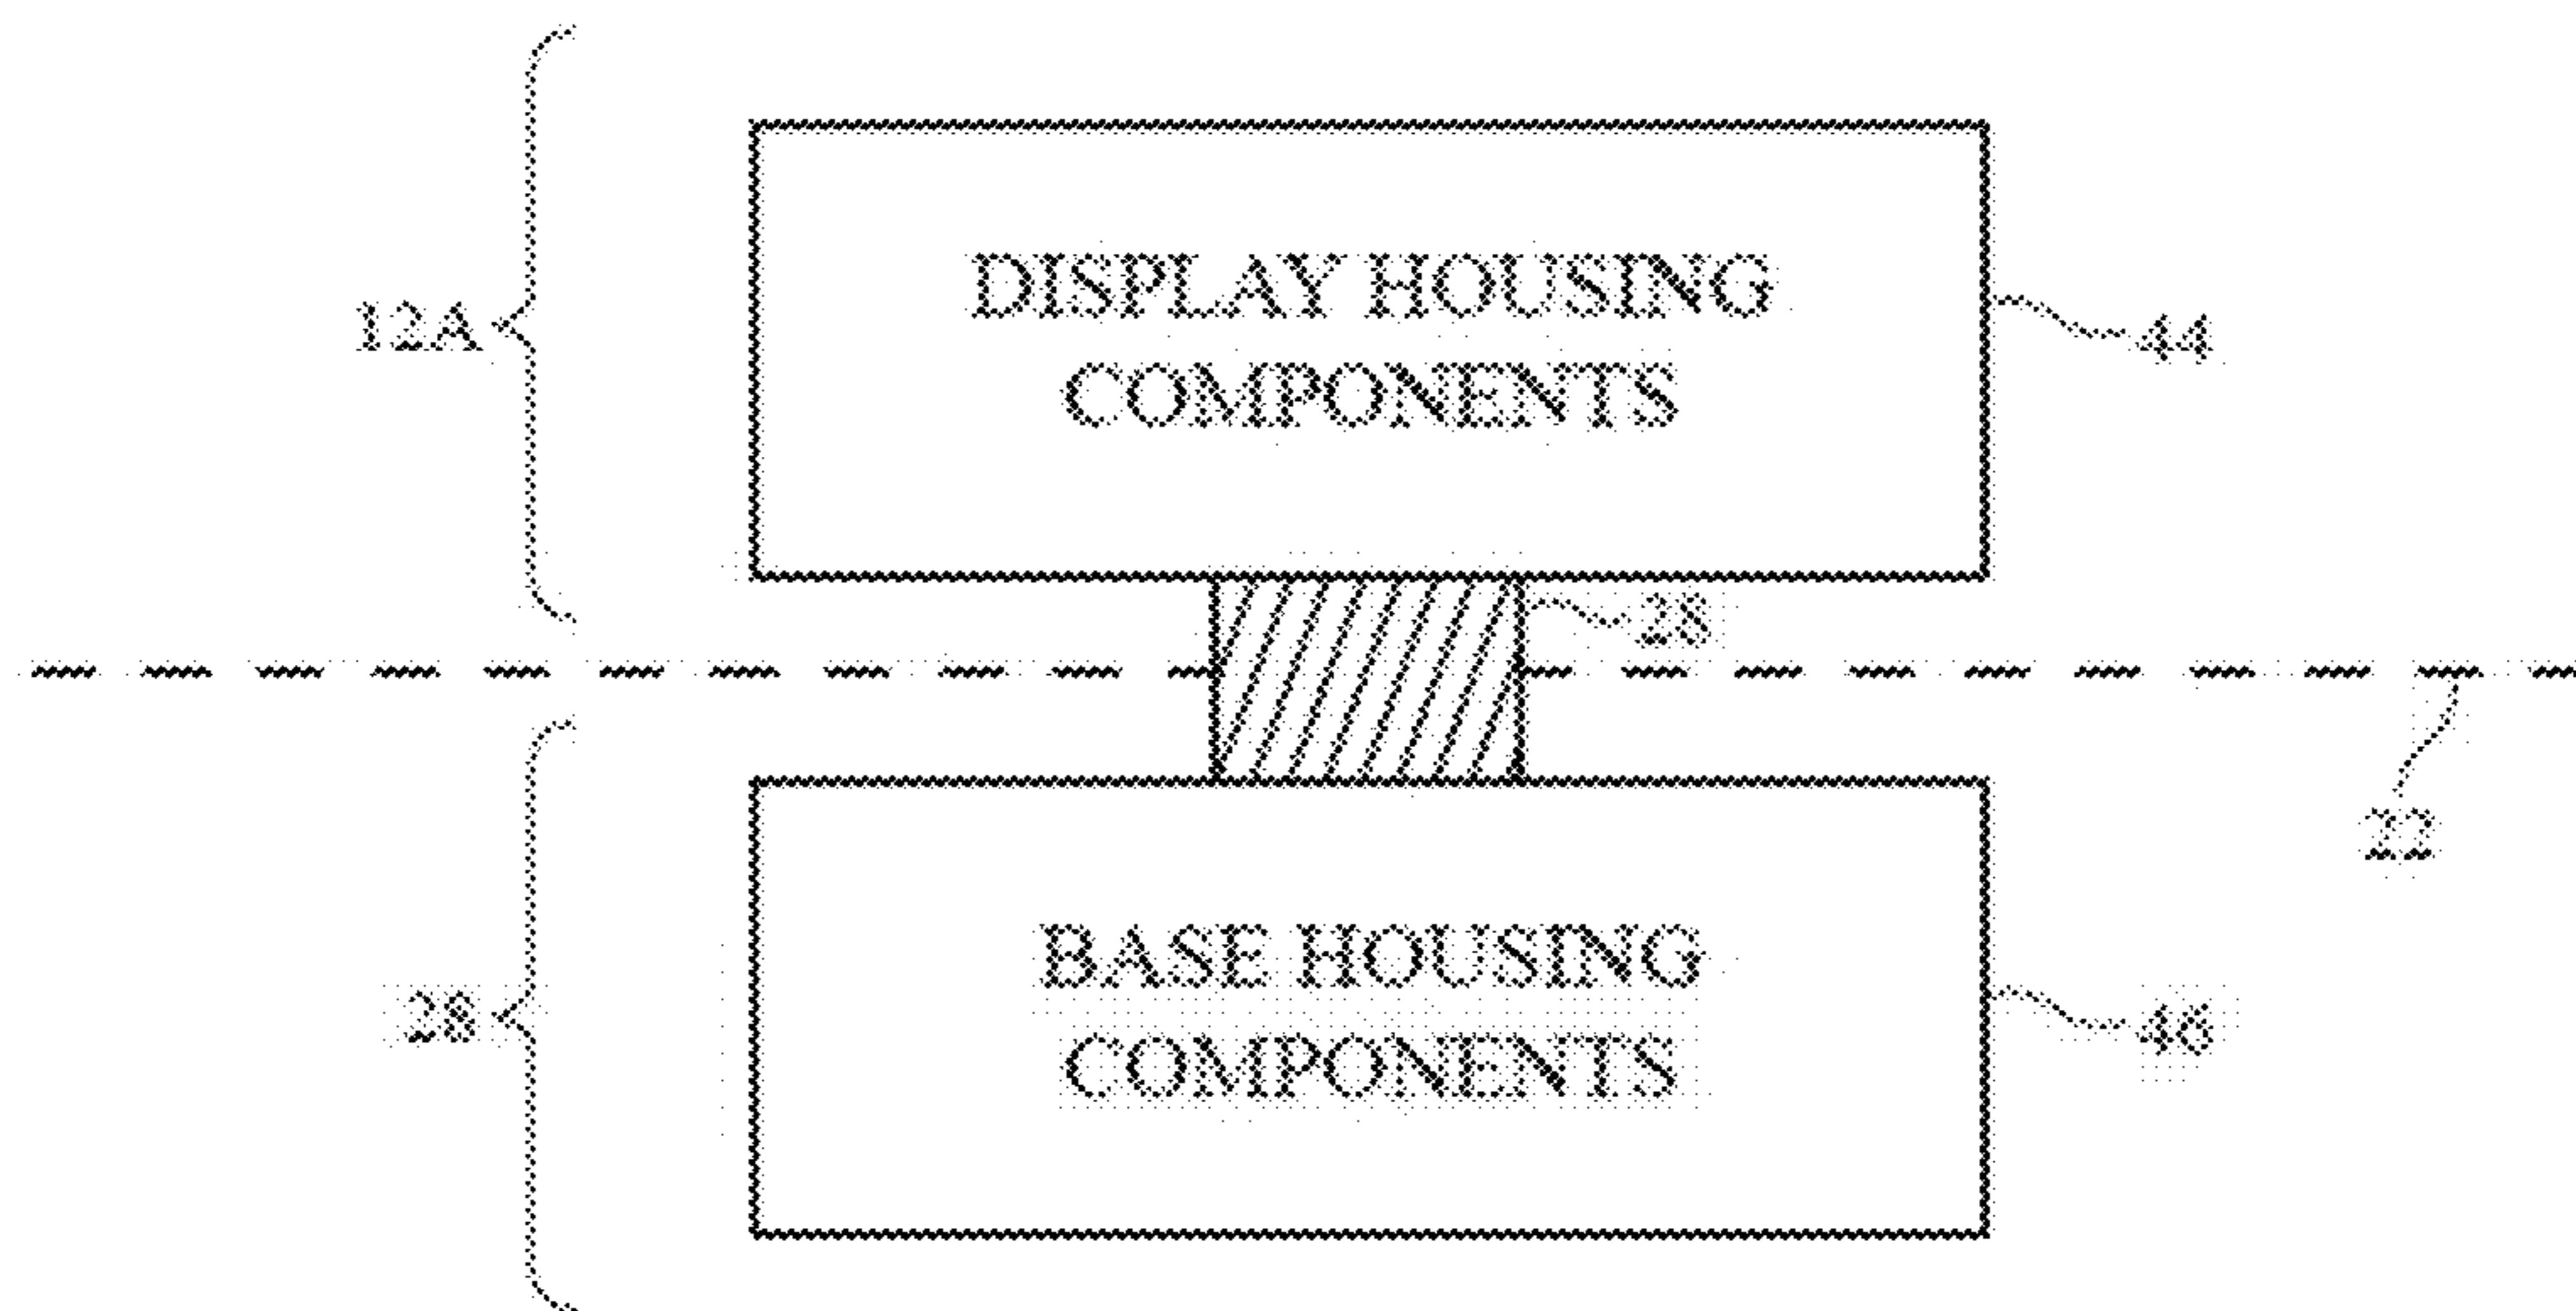 12A
DISPLAY HOUSING
COMPONENTS
44
28
22
28
BASE HOUSING
COMPONENTS
46